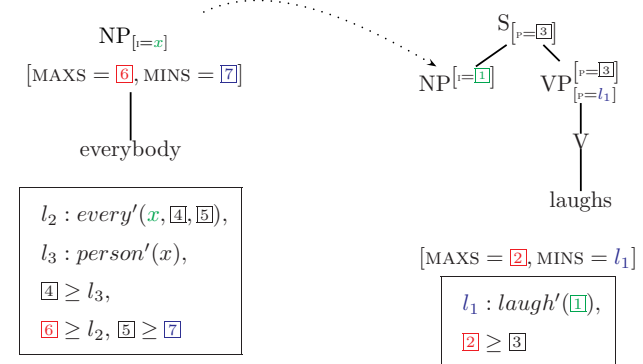 NP[I=x]
[MAXS = 6, MINS = 7]
everybody
l₂ : every′(x, 4, 5),
l₃ : person′(x),
4 ≥ l₃,
6 ≥ l₂, 5 ≥ 7
S[P=3]
NP[I=1] VP[P=3][P=l₁]
V
laughs
[MAXS = 2, MINS = l₁]
l₁ : laugh′(1),
2 ≥ 3